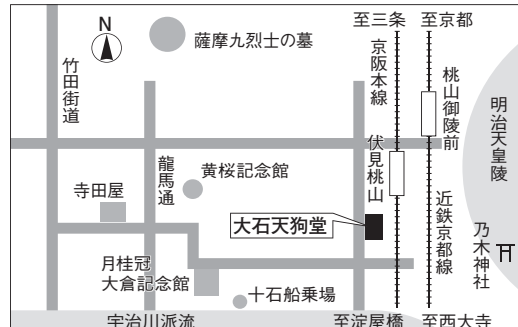 至三条 至京都
N
薩摩九烈士の墓
京阪本線
竹田街道
桃山御陵前
明治天皇陵
伏見桃山
龍馬通
黄桜記念館
寺田屋
近鉄京都線
乃木神社
大石天狗堂
月桂冠
大倉記念館
十石船乗場
宇治川派流
至淀屋橋 至西大寺